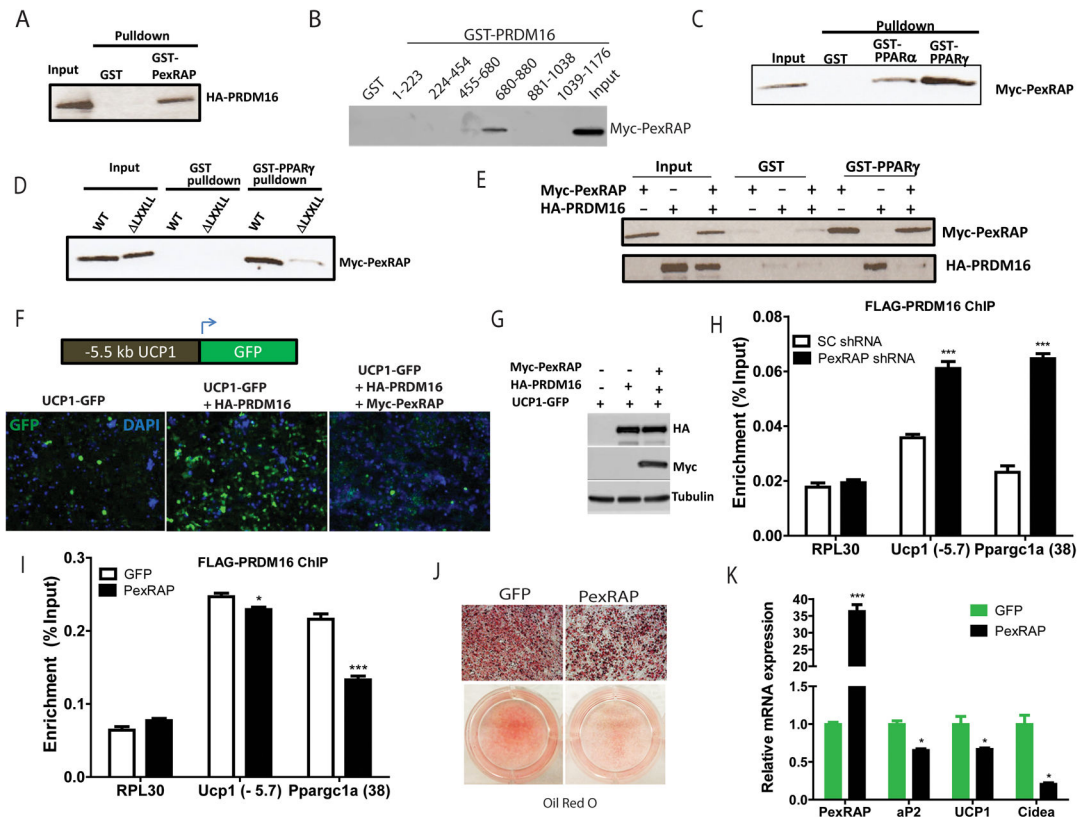 A
Pulldown
Input
GST
GST-
PexRAP
HA-PRDM16
B
GST-PRDM16
GST
1-223
224-454
455-680
680-880
881-1038
1039-1176
Input
Myc-PexRAP
C
Pulldown
Input
GST
GST-
PPARα
GST-
PPARγ
Myc-PexRAP
D
Input
GST
pulldown
GST-PPARγ
pulldown
WT
ΔLXXLL
WT
ΔLXXLL
WT
ΔLXXLL
Myc-PexRAP
E
Input
GST
GST-PPARγ
Myc-PexRAP + - + + - + + - +
HA-PRDM16 - + + - + + - + +
Myc-PexRAP
HA-PRDM16
F
-5.5 kb UCP1
GFP
UCP1-GFP
UCP1-GFP
+ HA-PRDM16
UCP1-GFP
+ HA-PRDM16
+ Myc-PexRAP
GFP
DAPI
G
Myc-PexRAP - - +
HA-PRDM16 - + +
UCP1-GFP + + +
HA
Myc
Tubulin
H
FLAG-PRDM16 ChIP
SC shRNA
PexRAP shRNA
Enrichment (% Input)
0.08
0.06
0.04
0.02
0.00
***
***
RPL30
Ucp1 (-5.7)
Ppargc1a (38)
I
FLAG-PRDM16 ChIP
GFP
PexRAP
Enrichment (% Input)
0.3
0.2
0.1
0.0
*
***
RPL30
Ucp1 (- 5.7)
Ppargc1a (38)
J
GFP
PexRAP
Oil Red O
K
GFP
PexRAP
Relative mRNA expression
40
35
30
25
20
15
1.5
1.0
0.5
0.0
***
*
*
*
PexRAP
aP2
UCP1
Cidea